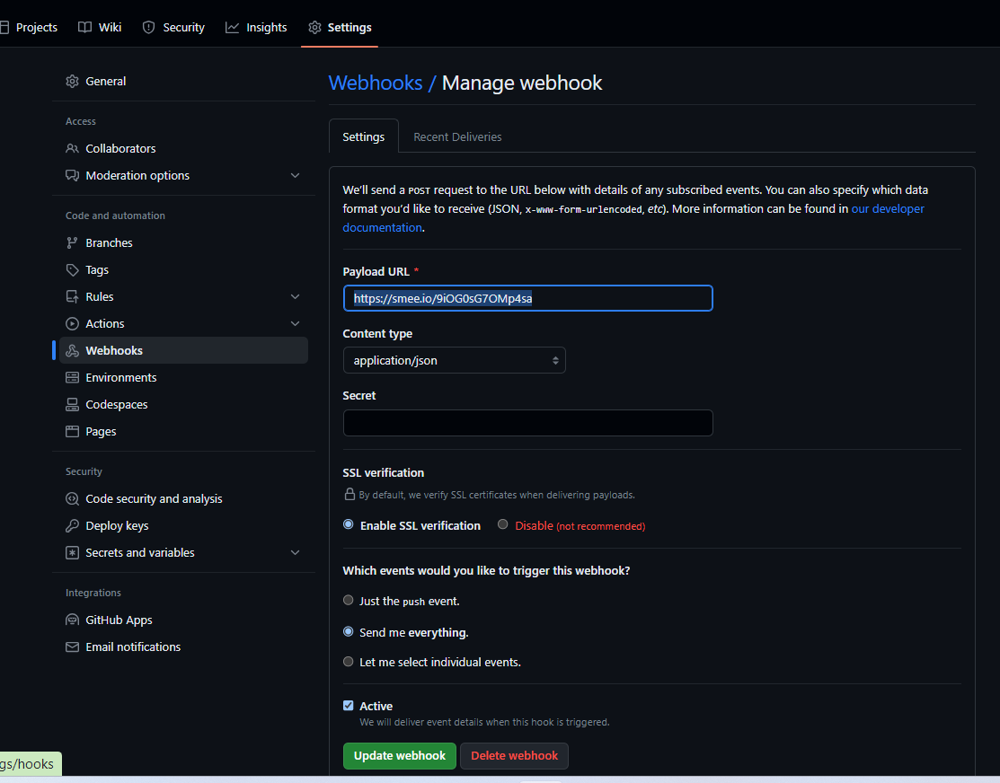 Projects
Wiki
Security
Insights
Settings
General
Access
Collaborators
Moderation options
Code and automation
Branches
Tags
Rules
Actions
Webhooks
Environments
Codespaces
Pages
Security
Code security and analysis
Deploy keys
Secrets and variables
Integrations
GitHub Apps
Email notifications
Webhooks / Manage webhook
Settings
Recent Deliveries
We’ll send a POST request to the URL below with details of any subscribed events. You can also specify which data
format you’d like to receive (JSON, x-www-form-urlencoded, etc). More information can be found in our developer
documentation.
Payload URL *
https://smee.io/9iOG0sG7OMp4sa
Content type
application/json
Secret
SSL verification
By default, we verify SSL certificates when delivering payloads.
Enable SSL verification
Disable (not recommended)
Which events would you like to trigger this webhook?
Just the push event.
Send me everything.
Let me select individual events.
Active
We will deliver event details when this hook is triggered.
Update webhook
Delete webhook
gs/hooks